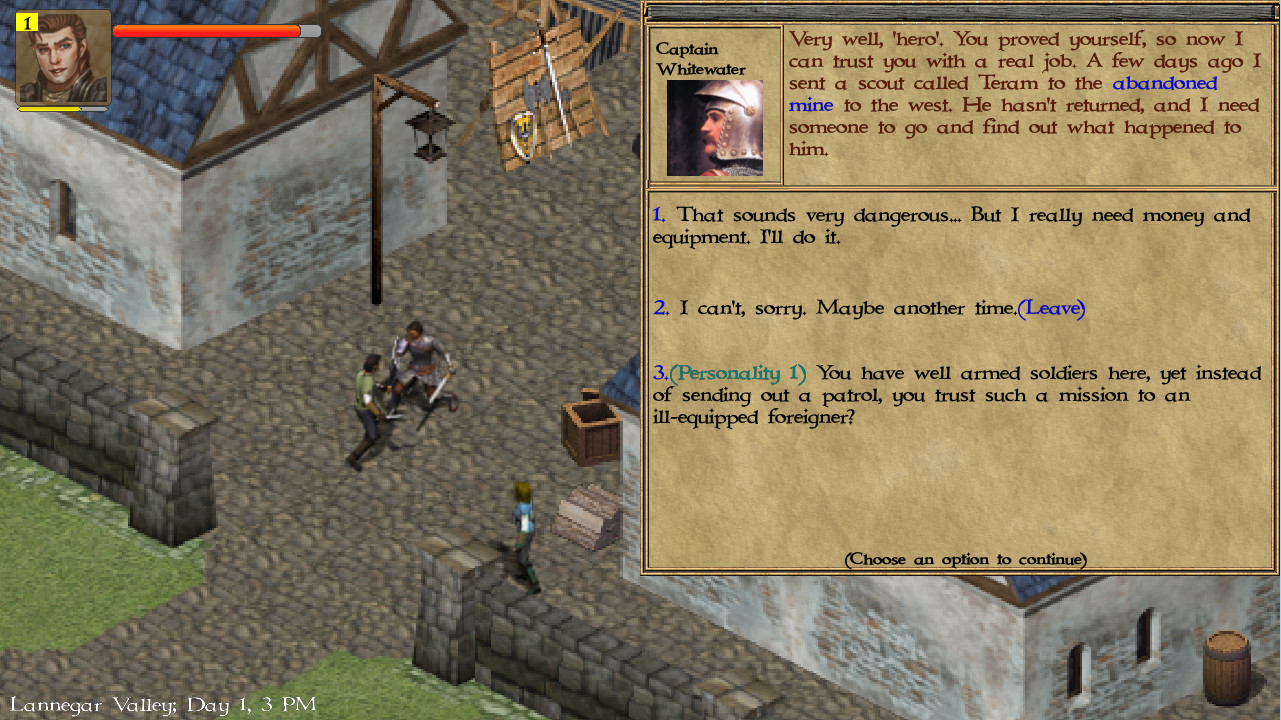 1
Captain
Whitewater
Very well, 'hero'. You proved yourself, so now I
can trust you with a real job. A few days ago I
sent a scout called Teram to the abandoned
mine to the west. He hasn't returned, and I need
someone to go and find out what happened to
him.
1. That sounds very dangerous... But I really need money and
equipment. I'll do it.
2. I can't, sorry. Maybe another time.(Leave)
3.(Personality 1) You have well armed soldiers here, yet instead
of sending out a patrol, you trust such a mission to an
ill-equipped foreigner?
(Choose an option to continue)
Lannegar Valley; Day 1, 3 PM